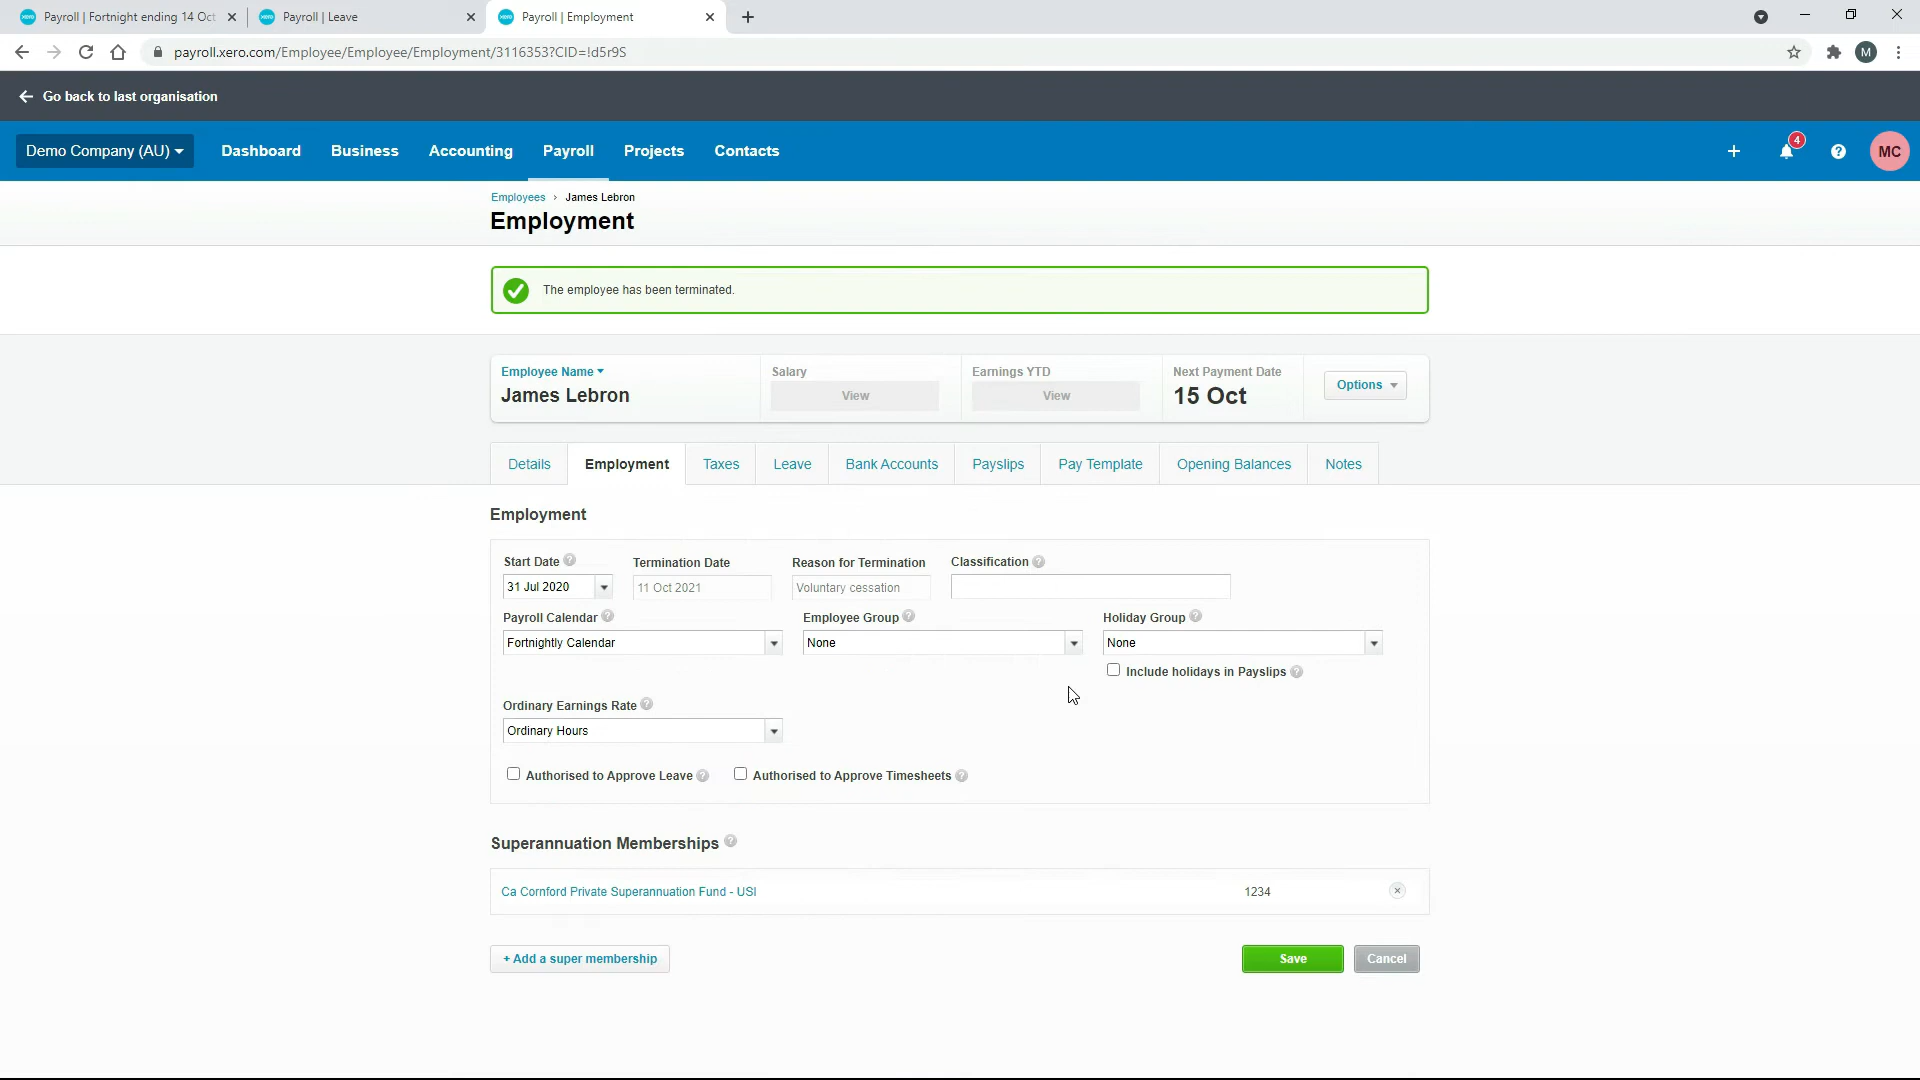 Payroll | Fortnight ending 14 Oct
Payroll | Leave
Payroll | Employment
payroll.xero.com/Employee/Employee/Employment/3116353?CID=!d5r9S
M
Go back to last organisation
Demo Company (AU)
Dashboard
Business
Accounting
Payroll
Projects
Contacts
4
MC
Employees › James Lebron
Employment
The employee has been terminated.
Employee Name
James Lebron
Salary
View
Earnings YTD
View
Next Payment Date
15 Oct
Options
Details
Employment
Taxes
Leave
Bank Accounts
Payslips
Pay Template
Opening Balances
Notes
Employment
Start Date
Termination Date
Reason for Termination
Classification
31 Jul 2020
11 Oct 2021
Voluntary cessation
Payroll Calendar
Employee Group
Holiday Group
Fortnightly Calendar
None
None
Include holidays in Payslips
Ordinary Earnings Rate
Ordinary Hours
Authorised to Approve Leave
Authorised to Approve Timesheets
Superannuation Memberships
Ca Cornford Private Superannuation Fund - USI
1234
+ Add a super membership
Save
Cancel